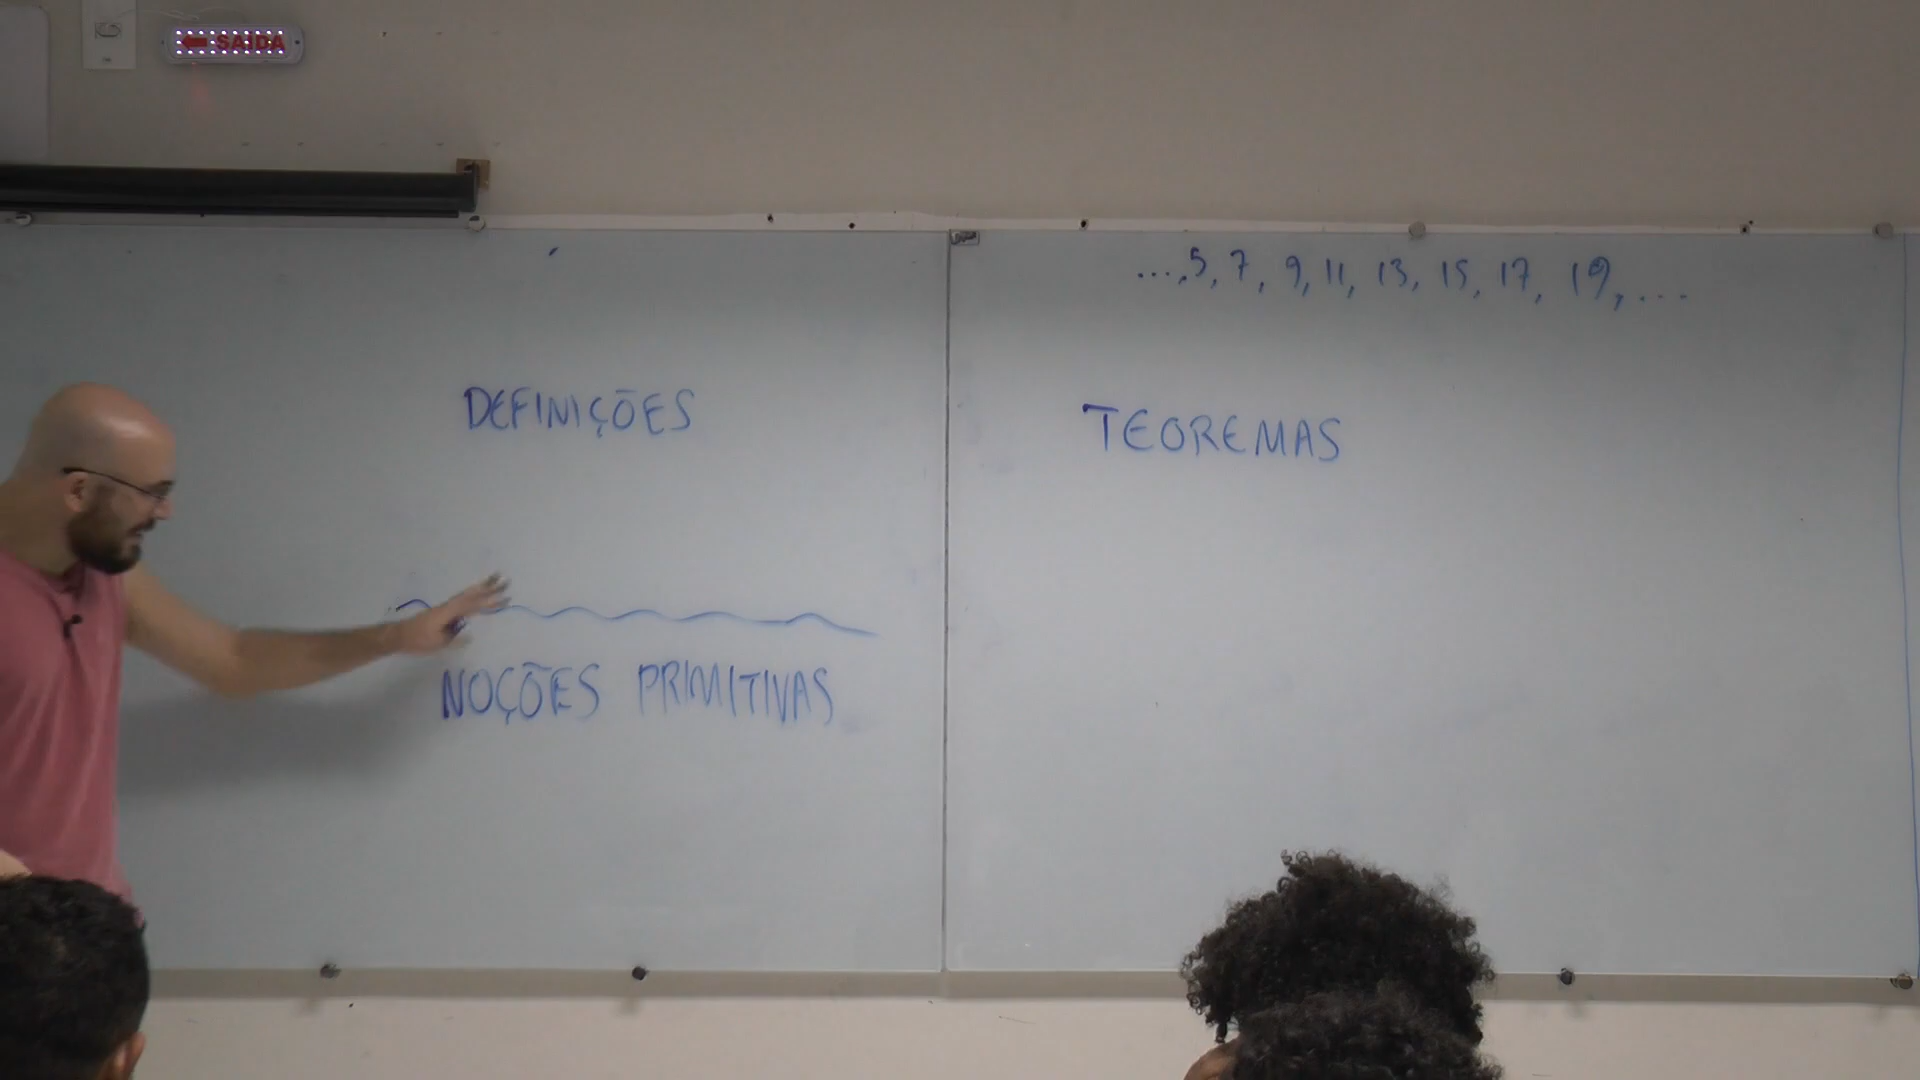 SAÍDA
..., 5, 7, 9, 11, 13, 15, 17, 19, ...
DEFINIÇÕES
TEOREMAS
NOÇÕES PRIMITIVAS